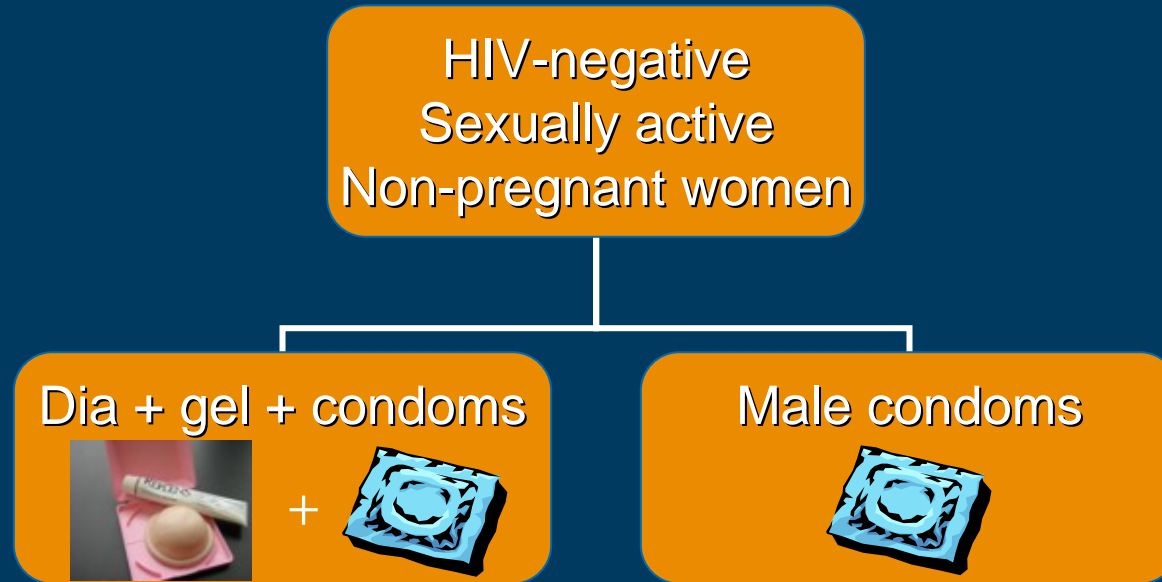 HIV-negative
Sexually active
Non-pregnant women
Dia + gel + condoms
Male condoms
+